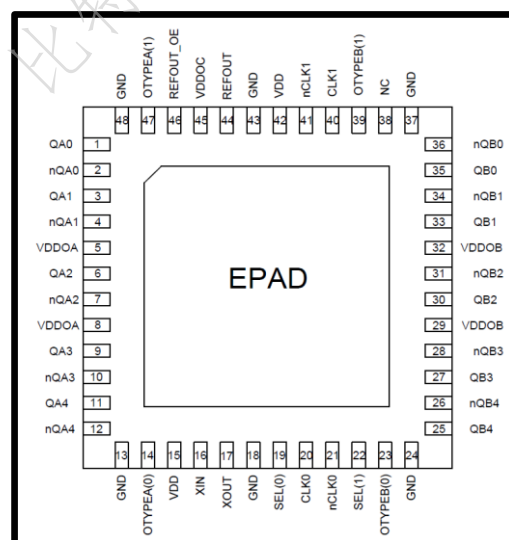 比
GND
OTYPEA(1)
REFOUT_OE
VDDOC
REFOUT
GND
VDD
nCLK1
CLK1
OTYPEB(1)
NC
GND
48
47
46
45
44
43
42
41
40
39
38
37
QA0 1
nQA0 2
QA1 3
nQA1 4
VDDOA 5
QA2 6
nQA2 7
VDDOA 8
QA3 9
nQA3 10
QA4 11
nQA4 12
EPAD
36 nQB0
35 QB0
34 nQB1
33 QB1
32 VDDOB
31 nQB2
30 QB2
29 VDDOB
28 nQB3
27 QB3
26 nQB4
25 QB4
13
14
15
16
17
18
19
20
21
22
23
24
GND
OTYPEA(0)
VDD
XIN
XOUT
GND
SEL(0)
CLK0
nCLK0
SEL(1)
OTYPEB(0)
GND